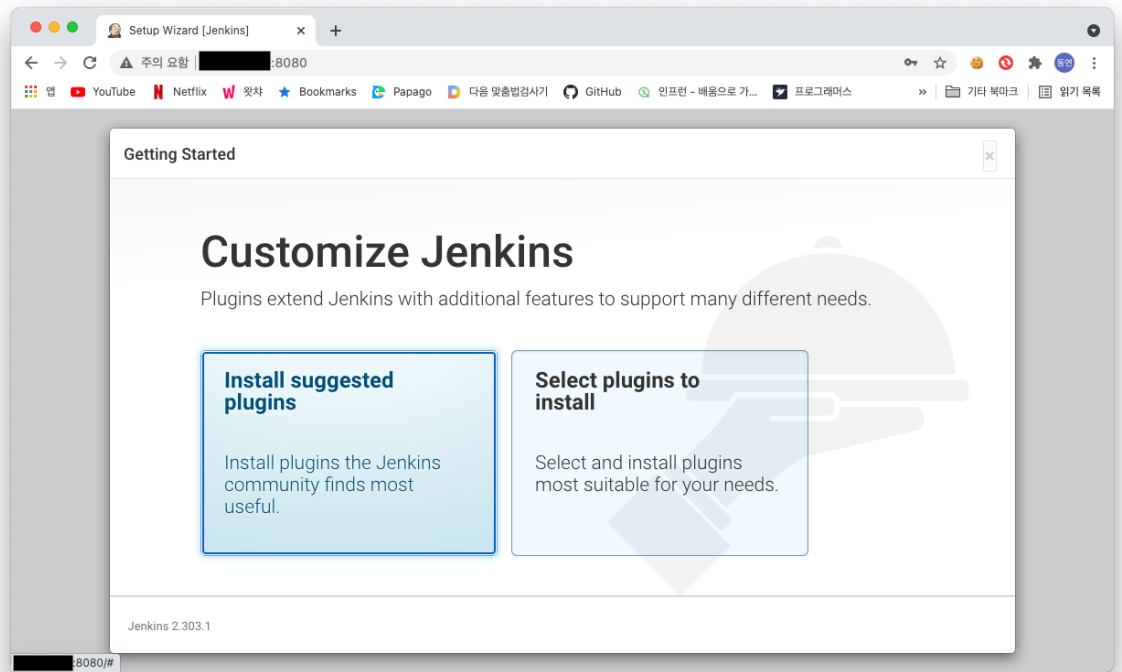 Setup Wizard [Jenkins]
주의 요함 :8080
앱 YouTube Netflix 왓챠 Bookmarks Papago 다음 맞춤법검사기 GitHub 인프런 - 배움으로 가... 프로그래머스 » 기타 북마크 읽기 목록
동연
Getting Started
Customize Jenkins
Plugins extend Jenkins with additional features to support many different needs.
Install suggested
plugins
Install plugins the Jenkins
community finds most
useful.
Select plugins to
install
Select and install plugins
most suitable for your needs.
Jenkins 2.303.1
:8080/#